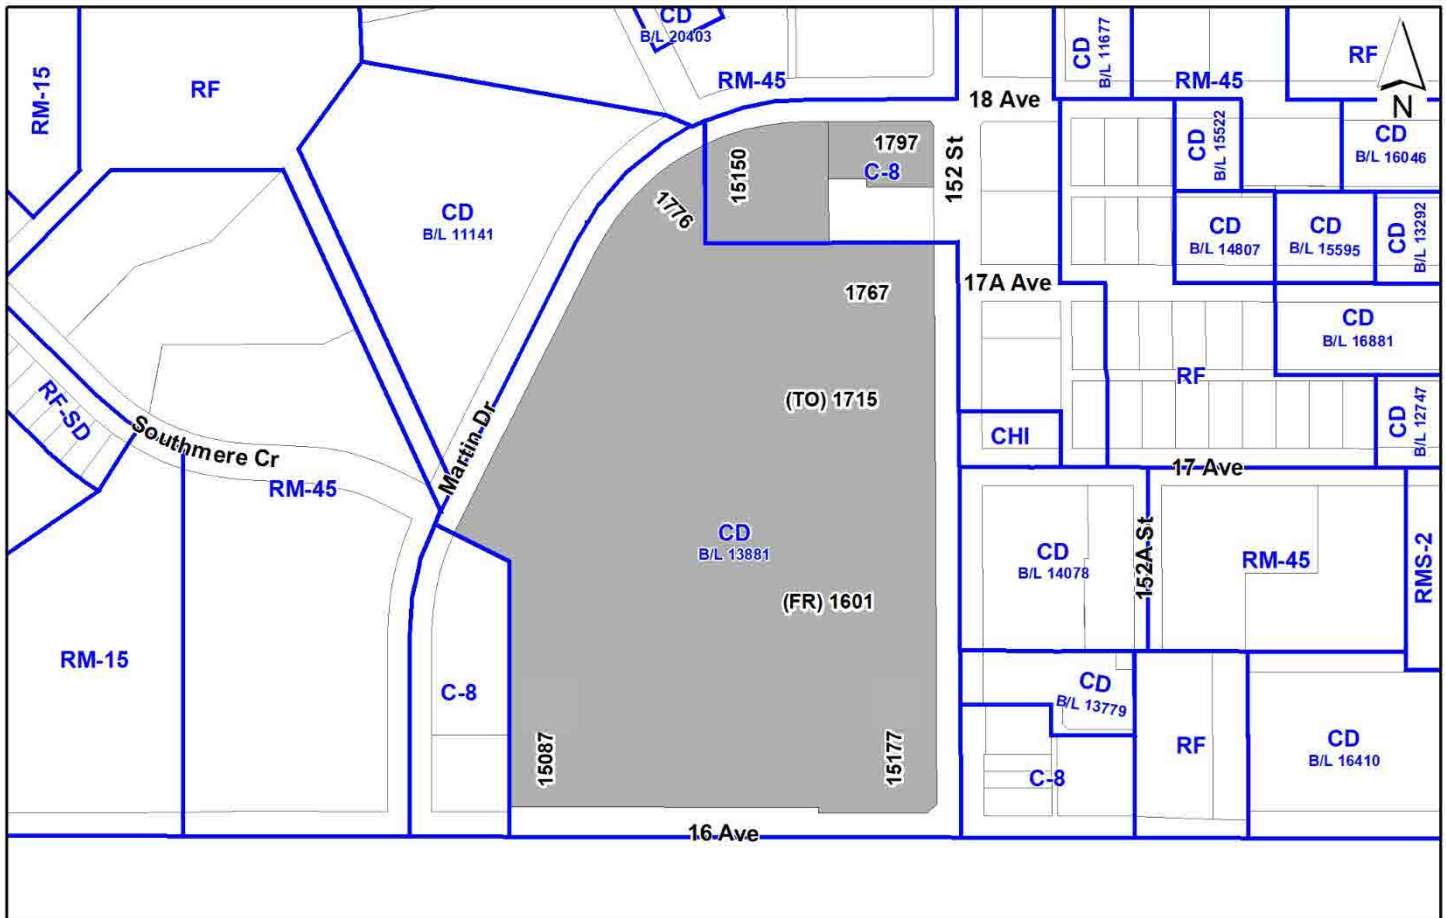 CD
B/L 20403
CD
B/L 11677
RM-15
RF
RM-45
RM-45
RF
N
18 Ave
1797
C-8
15150
152 St
1776
CD
B/L 15522
CD
B/L 16046
CD
B/L 11141
CD
B/L 14807
CD
B/L 15595
CD
B/L 13292
17A Ave
1767
CD
B/L 16881
RF
(TO) 1715
RF-SD
Southmere Cr
Martin Dr
CHI
CD
B/L 12747
17 Ave
RM-45
CD
B/L 13881
CD
B/L 14078
152A St
RM-45
RMS-2
(FR) 1601
RM-15
C-8
CD
B/L 13779
15087
15177
C-8
RF
CD
B/L 16410
16 Ave